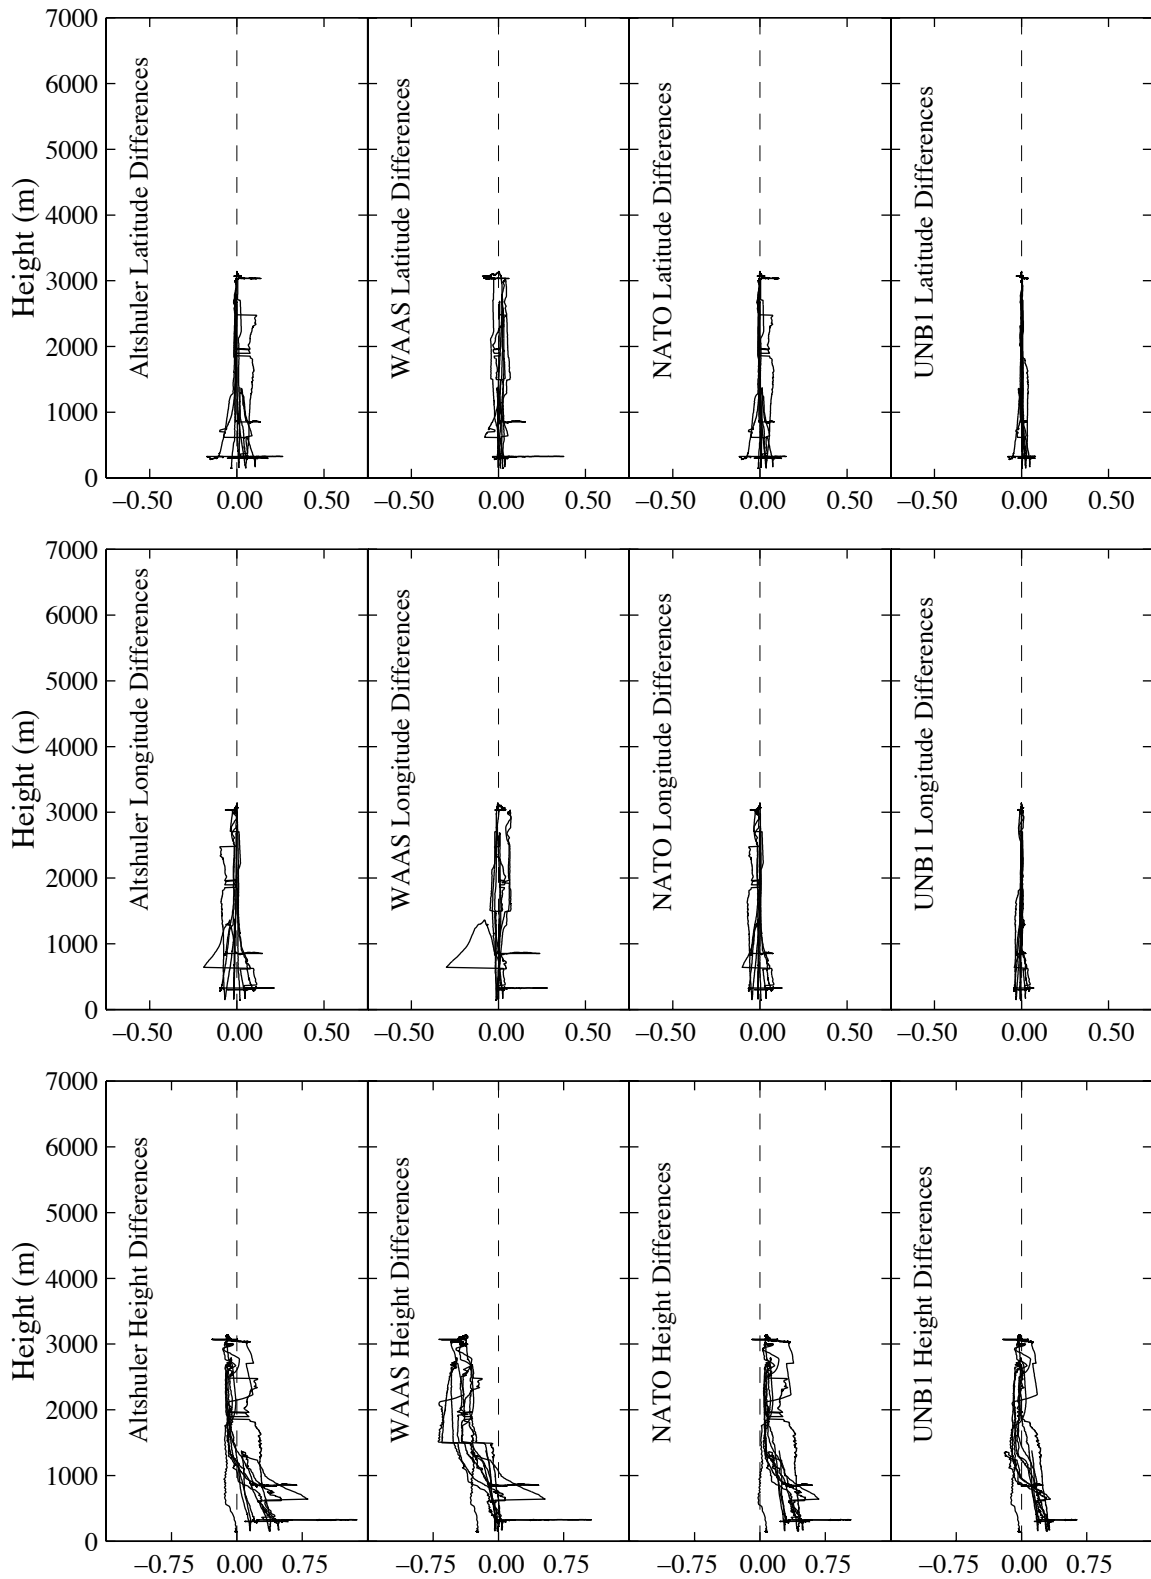 7000
6000
5000
4000
3000
2000
1000
0
Height (m)
Altshuler Latitude Differences
WAAS Latitude Differences
NATO Latitude Differences
UNB1 Latitude Differences
−0.50 0.00 0.50 −0.50 0.00 0.50 −0.50 0.00 0.50 −0.50 0.00 0.50
7000
6000
5000
4000
3000
2000
1000
0
Height (m)
Altshuler Longitude Differences
WAAS Longitude Differences
NATO Longitude Differences
UNB1 Longitude Differences
−0.50 0.00 0.50 −0.50 0.00 0.50 −0.50 0.00 0.50 −0.50 0.00 0.50
7000
6000
5000
4000
3000
2000
1000
0
Height (m)
Altshuler Height Differences
WAAS Height Differences
NATO Height Differences
UNB1 Height Differences
−0.75 0.00 0.75 −0.75 0.00 0.75 −0.75 0.00 0.75 −0.75 0.00 0.75